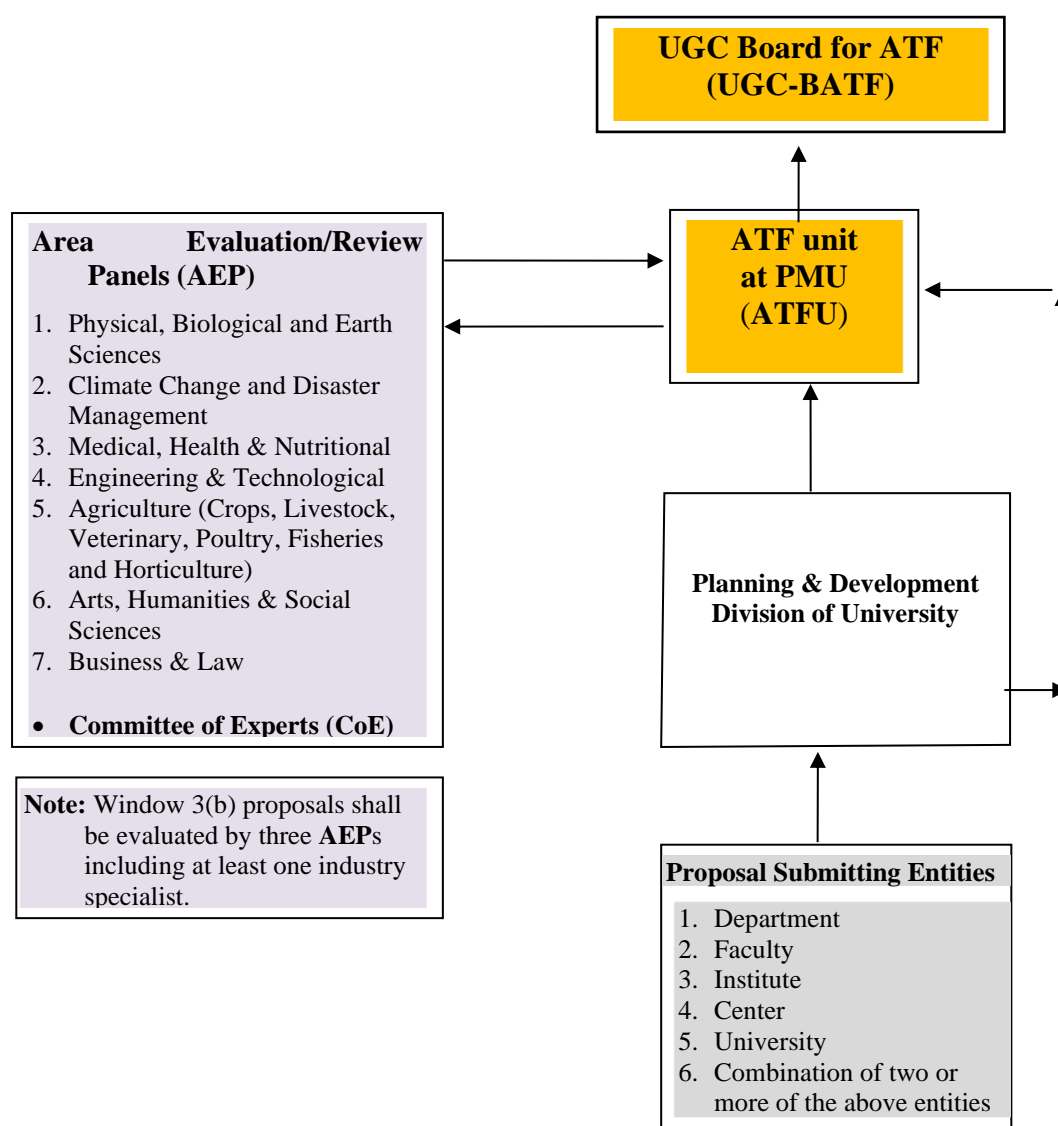 UGC Board for ATF
(UGC-BATF)
Area Evaluation/Review
Panels (AEP)
1. Physical, Biological and Earth
Sciences
2. Climate Change and Disaster
Management
3. Medical, Health & Nutritional
4. Engineering & Technological
5. Agriculture (Crops, Livestock,
Veterinary, Poultry, Fisheries
and Horticulture)
6. Arts, Humanities & Social
Sciences
7. Business & Law
• Committee of Experts (CoE)
ATF unit
at PMU
(ATFU)
Planning & Development
Division of University
Note: Window 3(b) proposals shall
be evaluated by three AEPs
including at least one industry
specialist.
Proposal Submitting Entities
1. Department
2. Faculty
3. Institute
4. Center
5. University
6. Combination of two or
more of the above entities